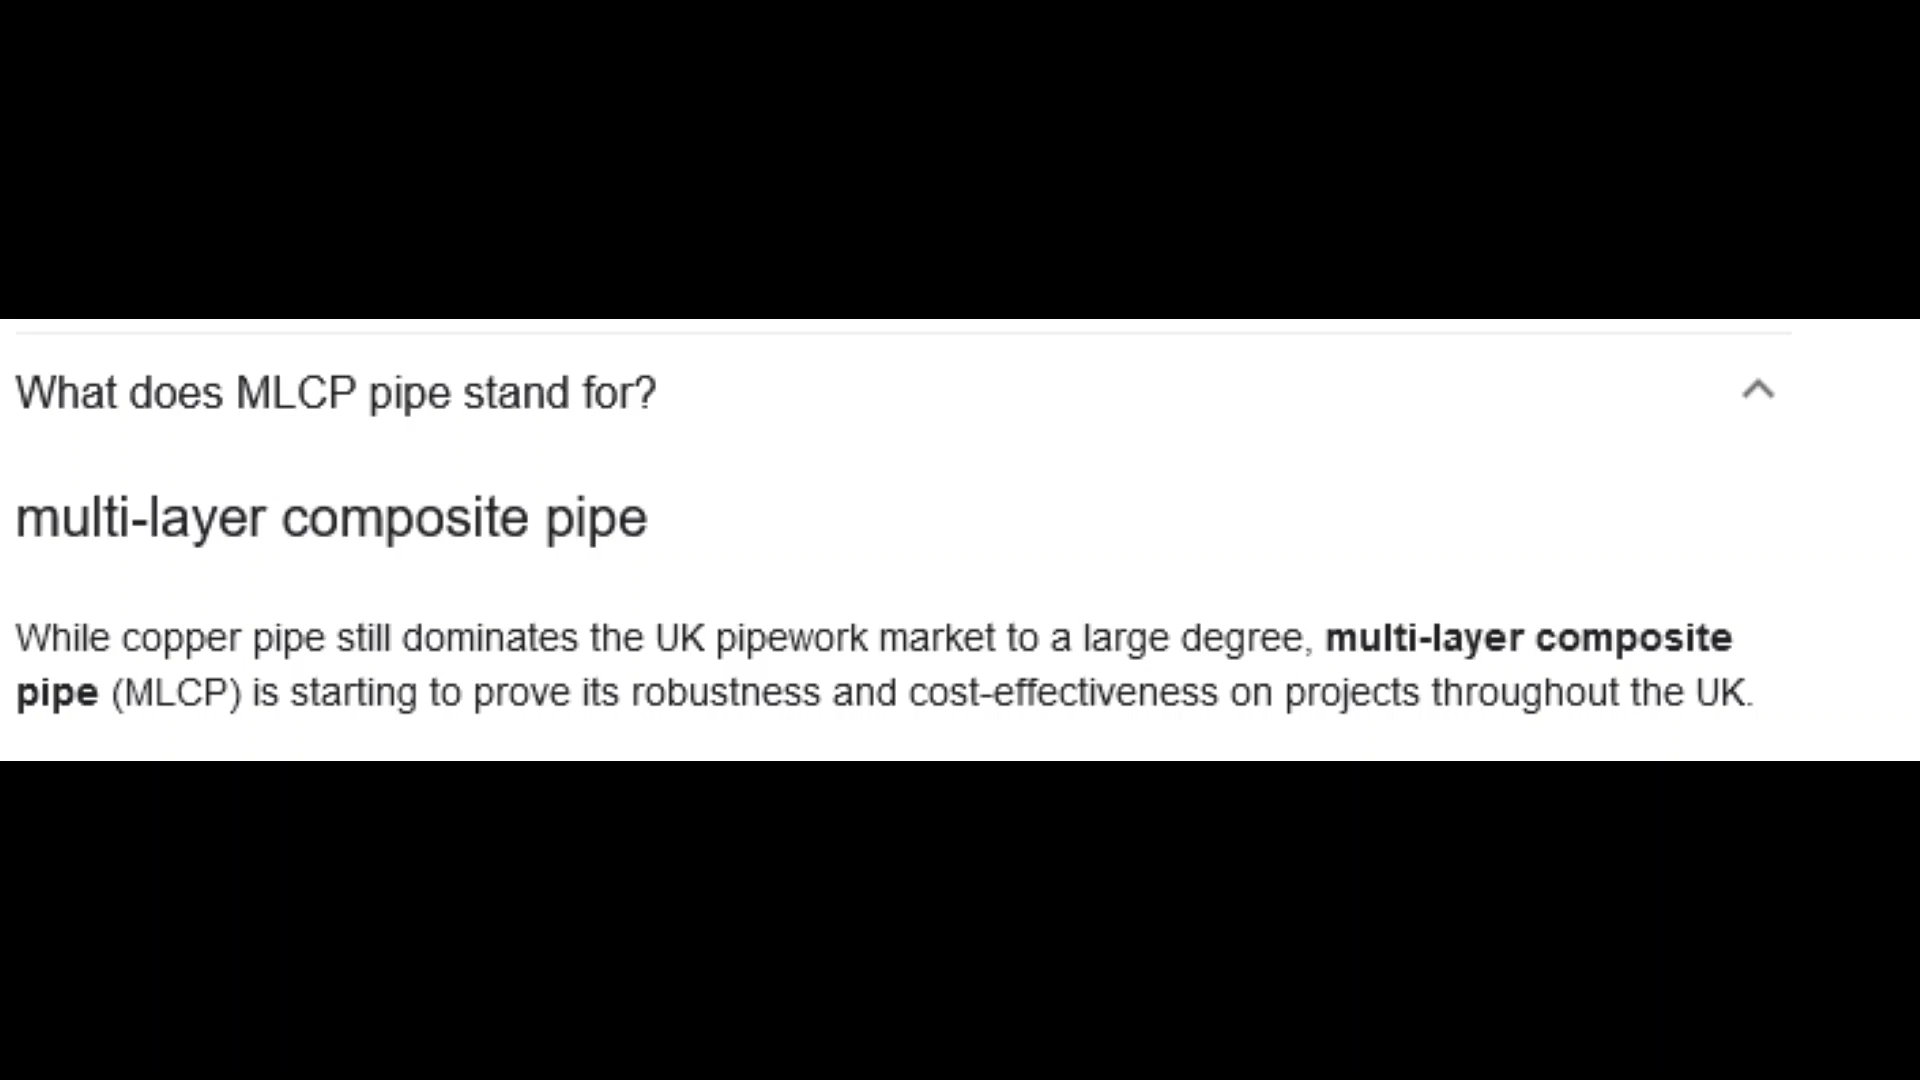 What does MLCP pipe stand for?
multi-layer composite pipe
While copper pipe still dominates the UK pipework market to a large degree, multi-layer composite
pipe (MLCP) is starting to prove its robustness and cost-effectiveness on projects throughout the UK.